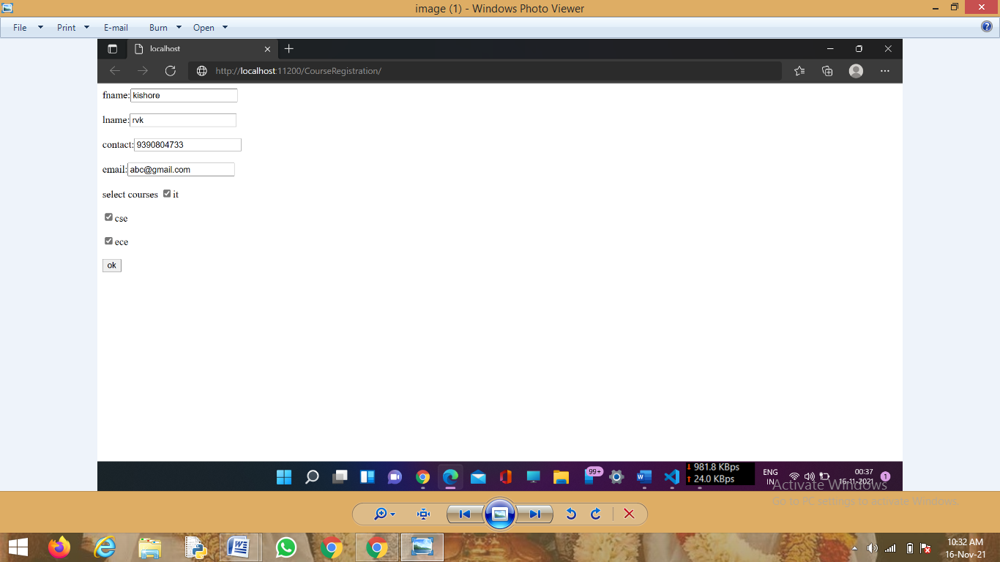 image (1) - Windows Photo Viewer
File Print E-mail Burn Open
localhost
http://localhost:11200/CourseRegistration/
fname: kishore
lname: rvk
contact: 9390804733
email: abc@gmail.com
select courses it
cse
ece
ok
99+
981.8 KBps
24.0 KBps
ENG
IN
00:37
16-11-2021
1
Activate Windows
Go to PC settings to activate Windows.
10:32 AM
16-Nov-21